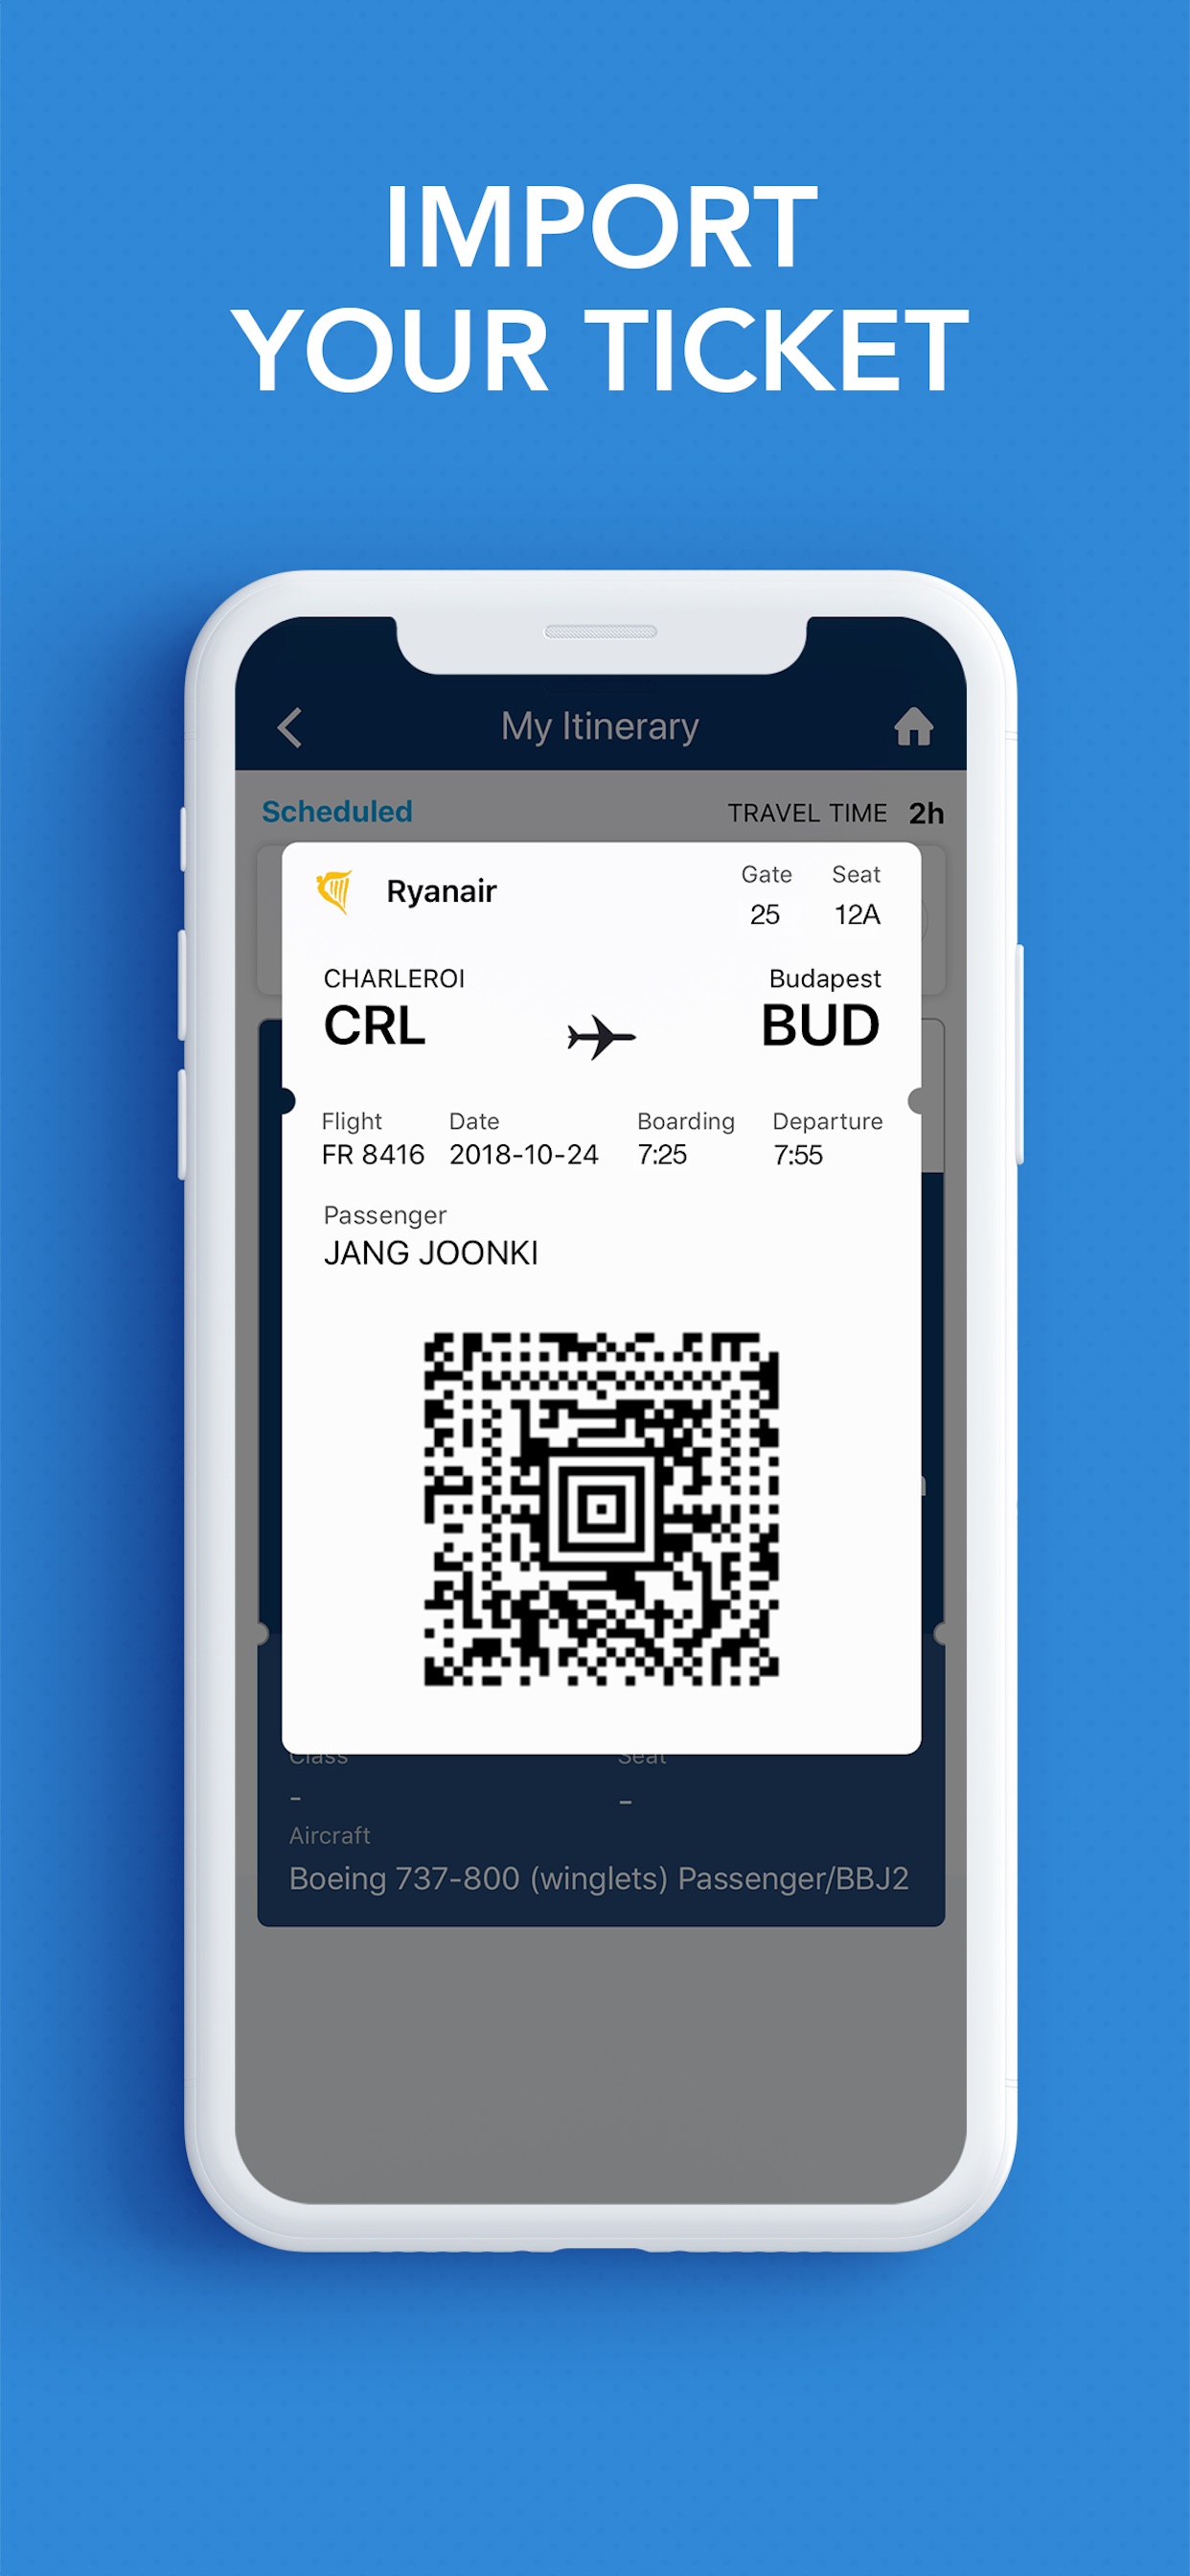 IMPORT
YOUR TICKET
My Itinerary
Scheduled TRAVEL TIME 2h
Ryanair Gate Seat
25 12A
CHARLEROI Budapest
CRL BUD
Flight Date Boarding Departure
FR 8416 2018-10-24 7:25 7:55
Passenger
JANG JOONKI
Class Seat
- -
Aircraft
Boeing 737-800 (winglets) Passenger/BBJ2